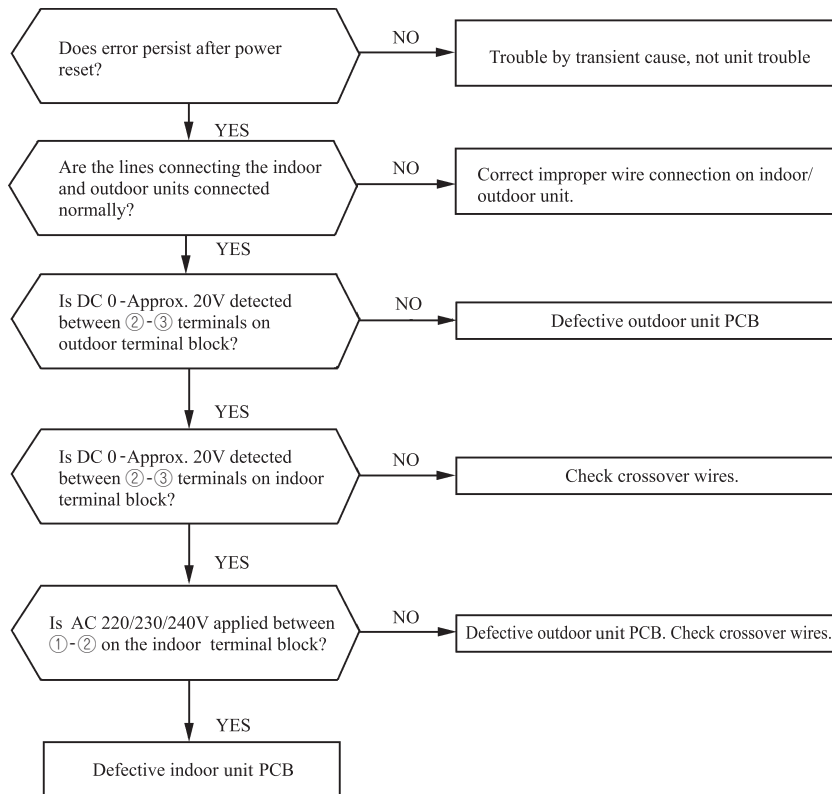 Does error persist after power
reset?
NO
Trouble by transient cause, not unit trouble
YES
Are the lines connecting the indoor
and outdoor units connected
normally?
NO
Correct improper wire connection on indoor/
outdoor unit.
YES
Is DC 0-Approx. 20V detected
between ②-③ terminals on
outdoor terminal block?
NO
Defective outdoor unit PCB
YES
Is DC 0-Approx. 20V detected
between ②-③ terminals on indoor
terminal block?
NO
Check crossover wires.
YES
Is AC 220/230/240V applied between
①-② on the indoor terminal block?
NO
Defective outdoor unit PCB. Check crossover wires.
YES
Defective indoor unit PCB